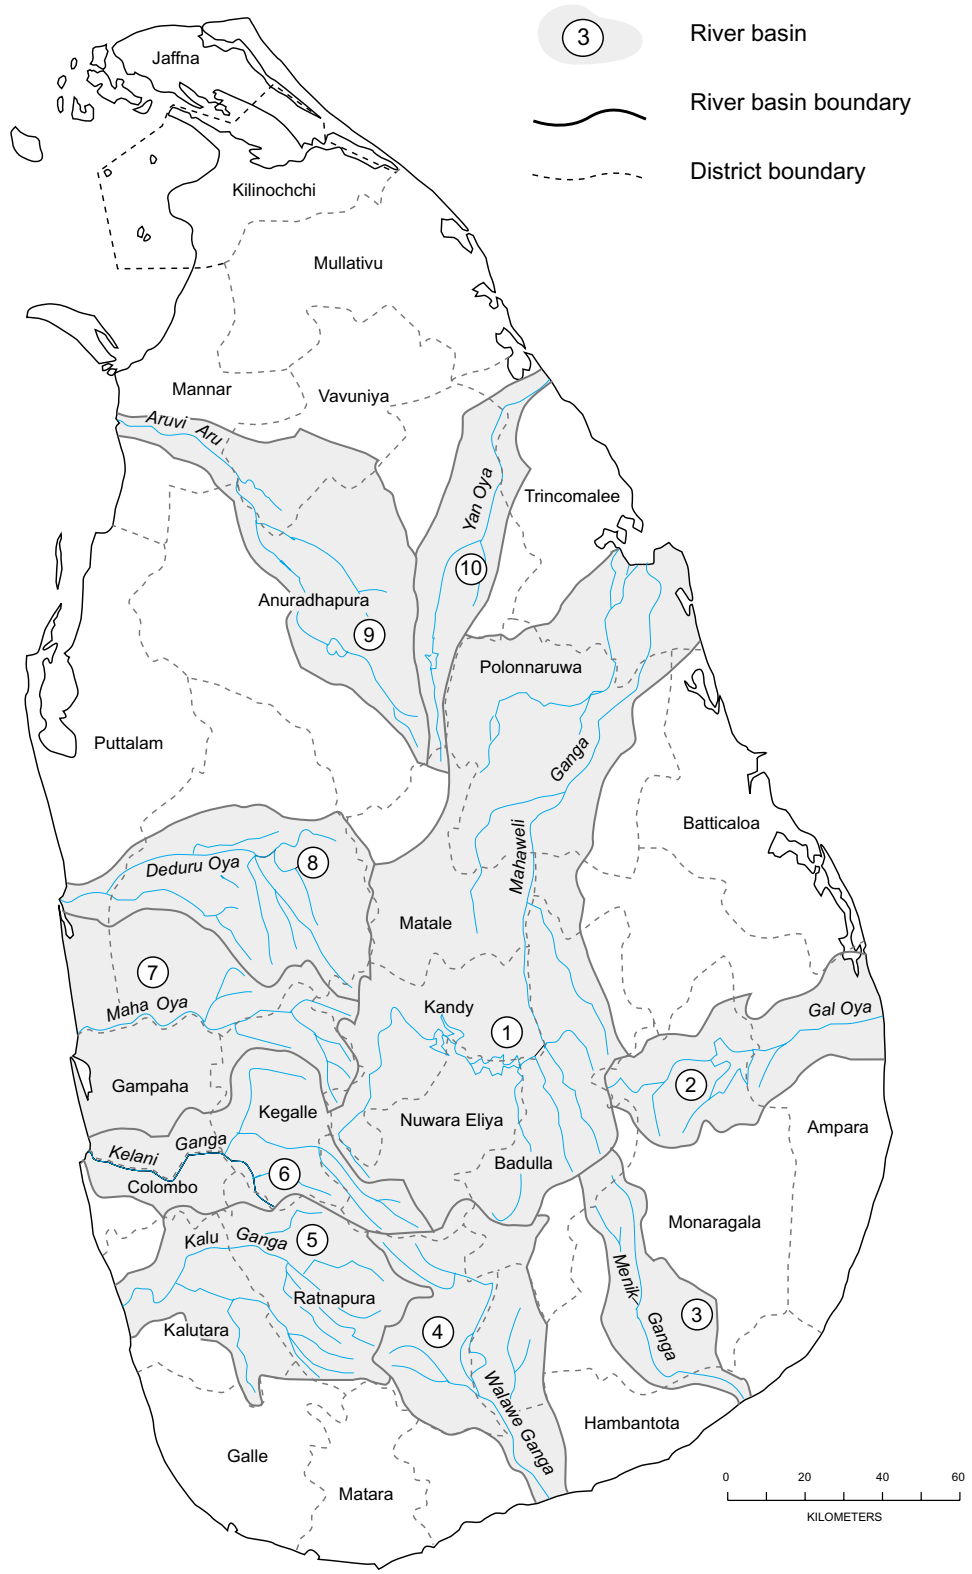 3
River basin
River basin boundary
District boundary
Jaffna
Kilinochchi
Mullativu
Mannar
Vavuniya
Aruvi Aru
Yan Oya
Trincomalee
10
Anuradhapura
9
Polonnaruwa
Puttalam
Ganga
Mahaweli
Batticaloa
Deduru Oya
8
Matale
7
Maha Oya
Kandy
1
Gal Oya
2
Gampaha
Kegalle
Nuwara Eliya
Ampara
Kelani Ganga
Badulla
Colombo
6
Monaragala
Kalu Ganga
5
Menik
Ganga
Ratnapura
3
Kalutara
4
Walawe Ganga
Hambantota
Galle
Matara
0 20 40 60
KILOMETERS